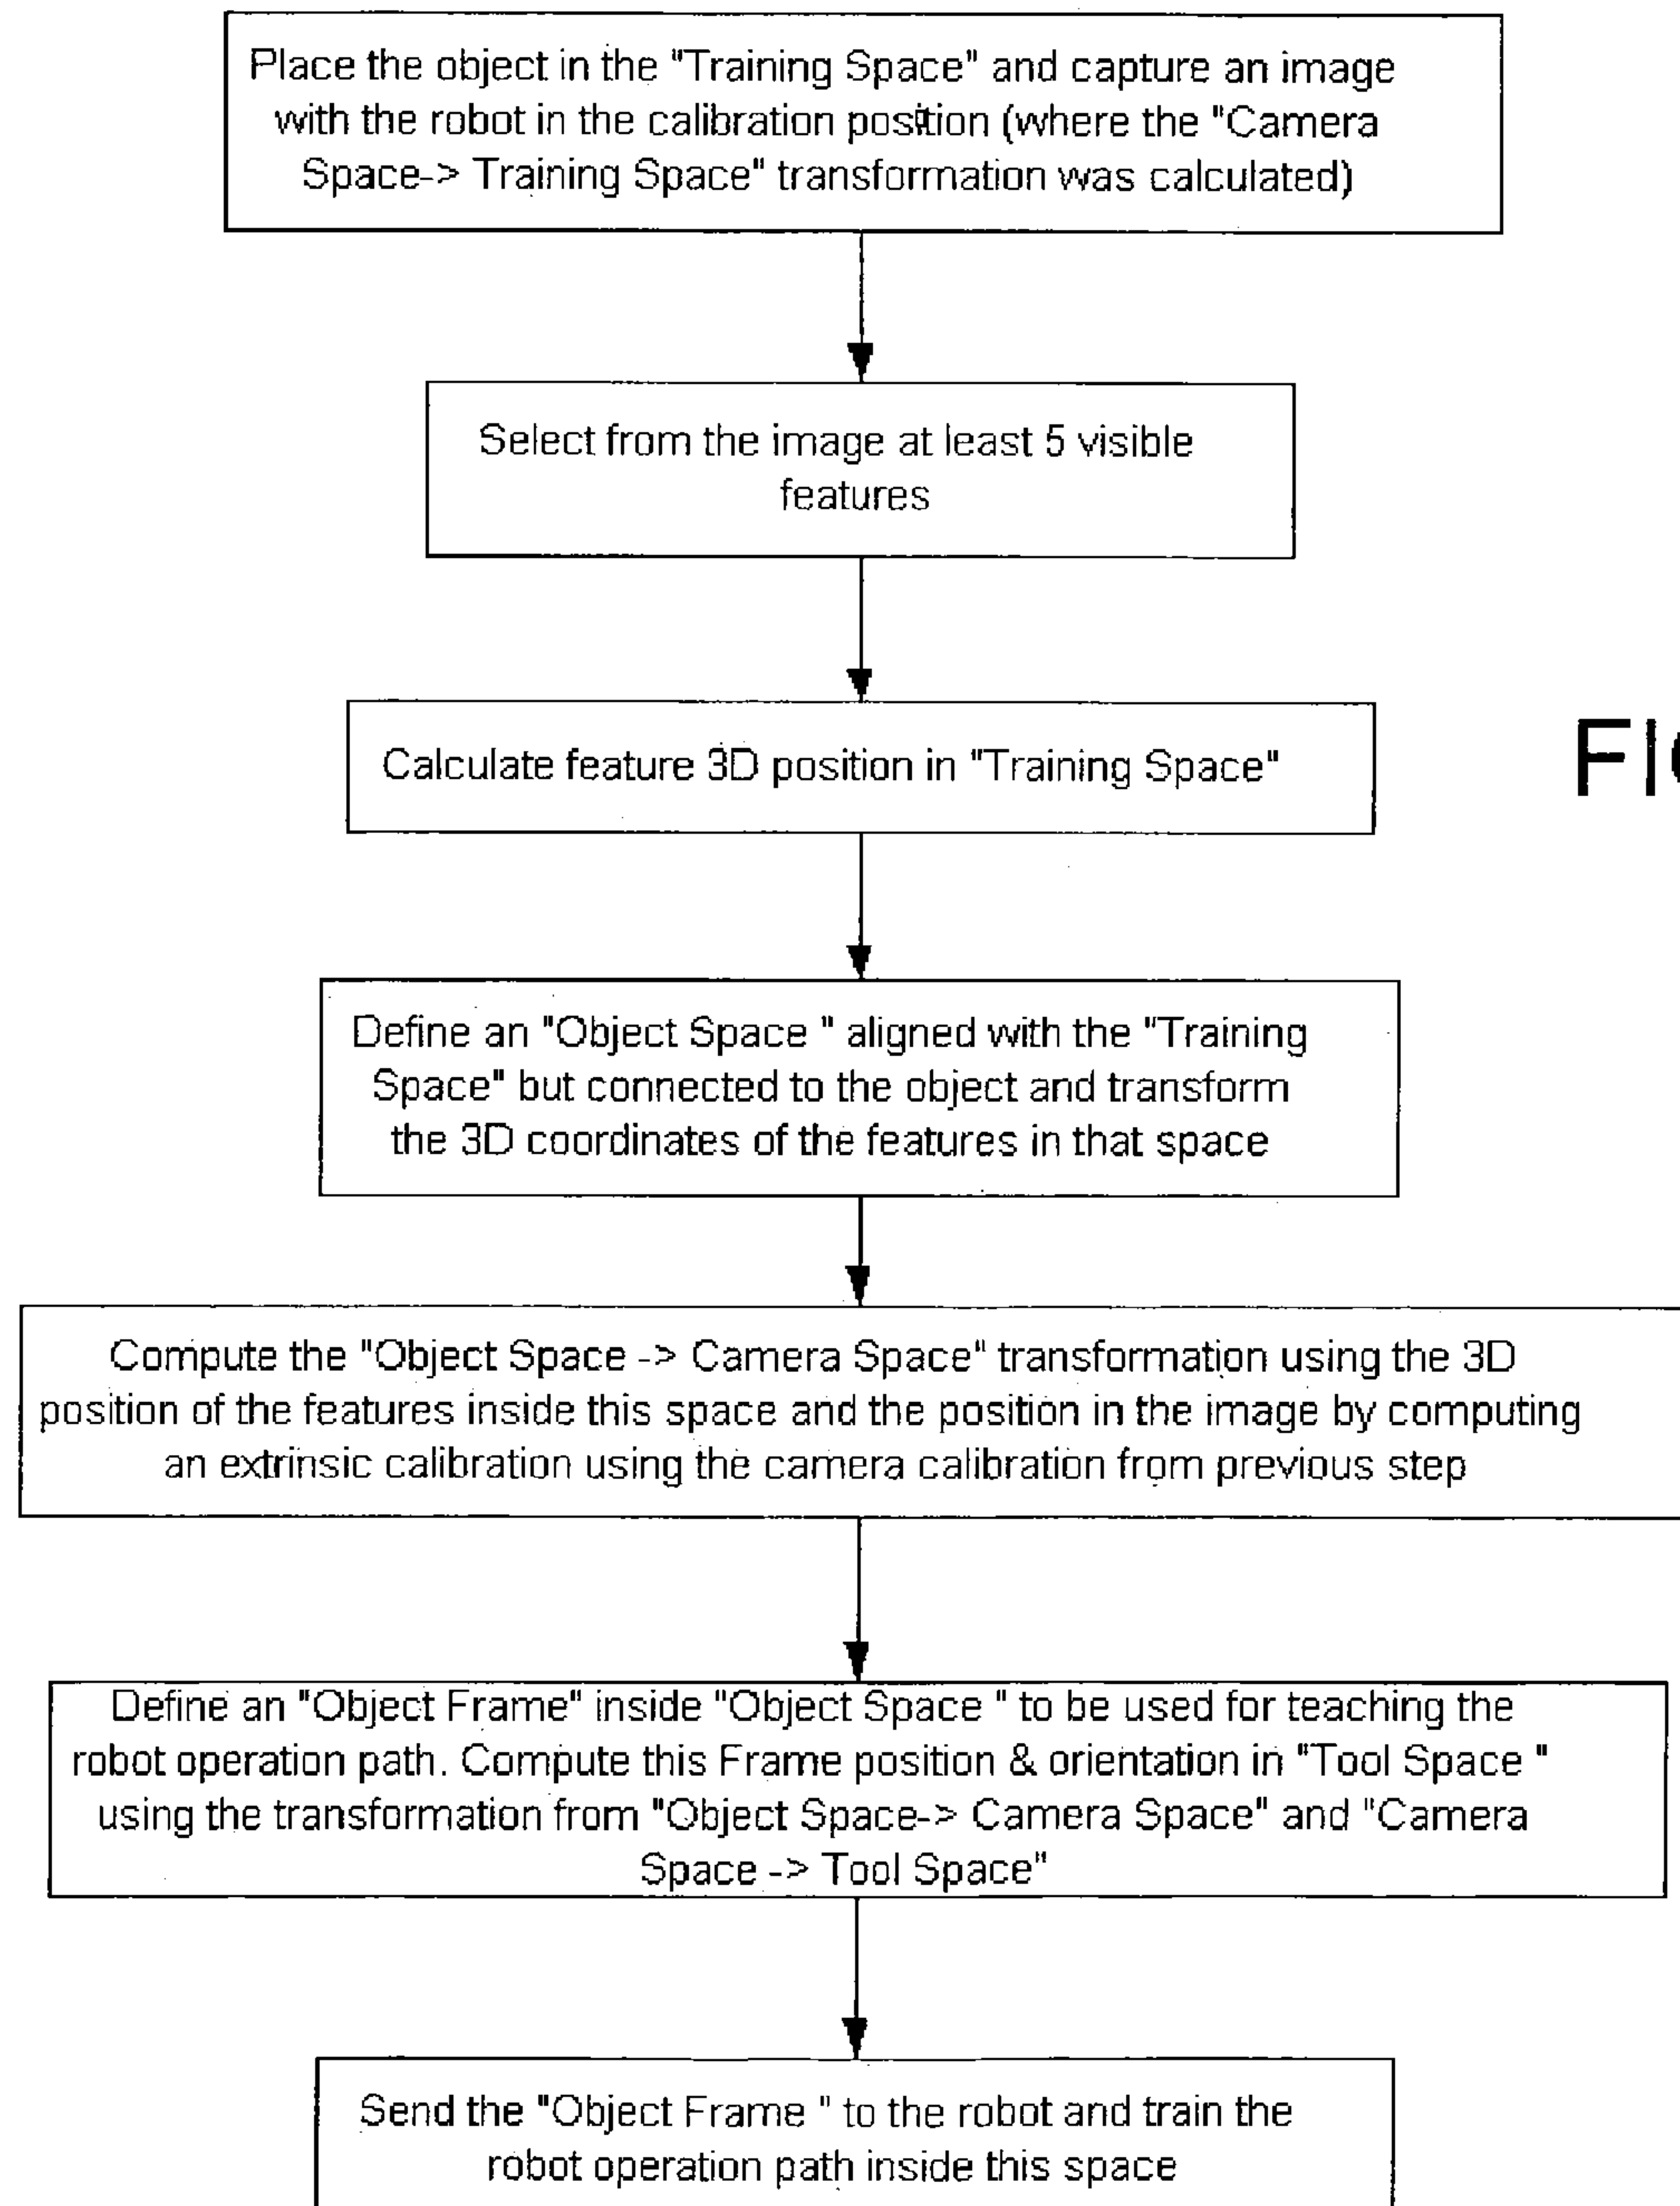 Place the object in the "Training Space" and capture an image
with the robot in the calibration position (where the "Camera
Space-> Training Space" transformation was calculated)
Select from the image at least 5 visible
features
Calculate feature 3D position in "Training Space"
Define an "Object Space " aligned with the "Training
Space" but connected to the object and transform
the 3D coordinates of the features in that space
Compute the "Object Space -> Camera Space" transformation using the 3D
position of the features inside this space and the position in the image by computing
an extrinsic calibration using the camera calibration from previous step
Define an "Object Frame" inside "Object Space " to be used for teaching the
robot operation path. Compute this Frame position & orientation in "Tool Space "
using the transformation from "Object Space-> Camera Space" and "Camera
Space -> Tool Space"
Send the "Object Frame " to the robot and train the
robot operation path inside this space